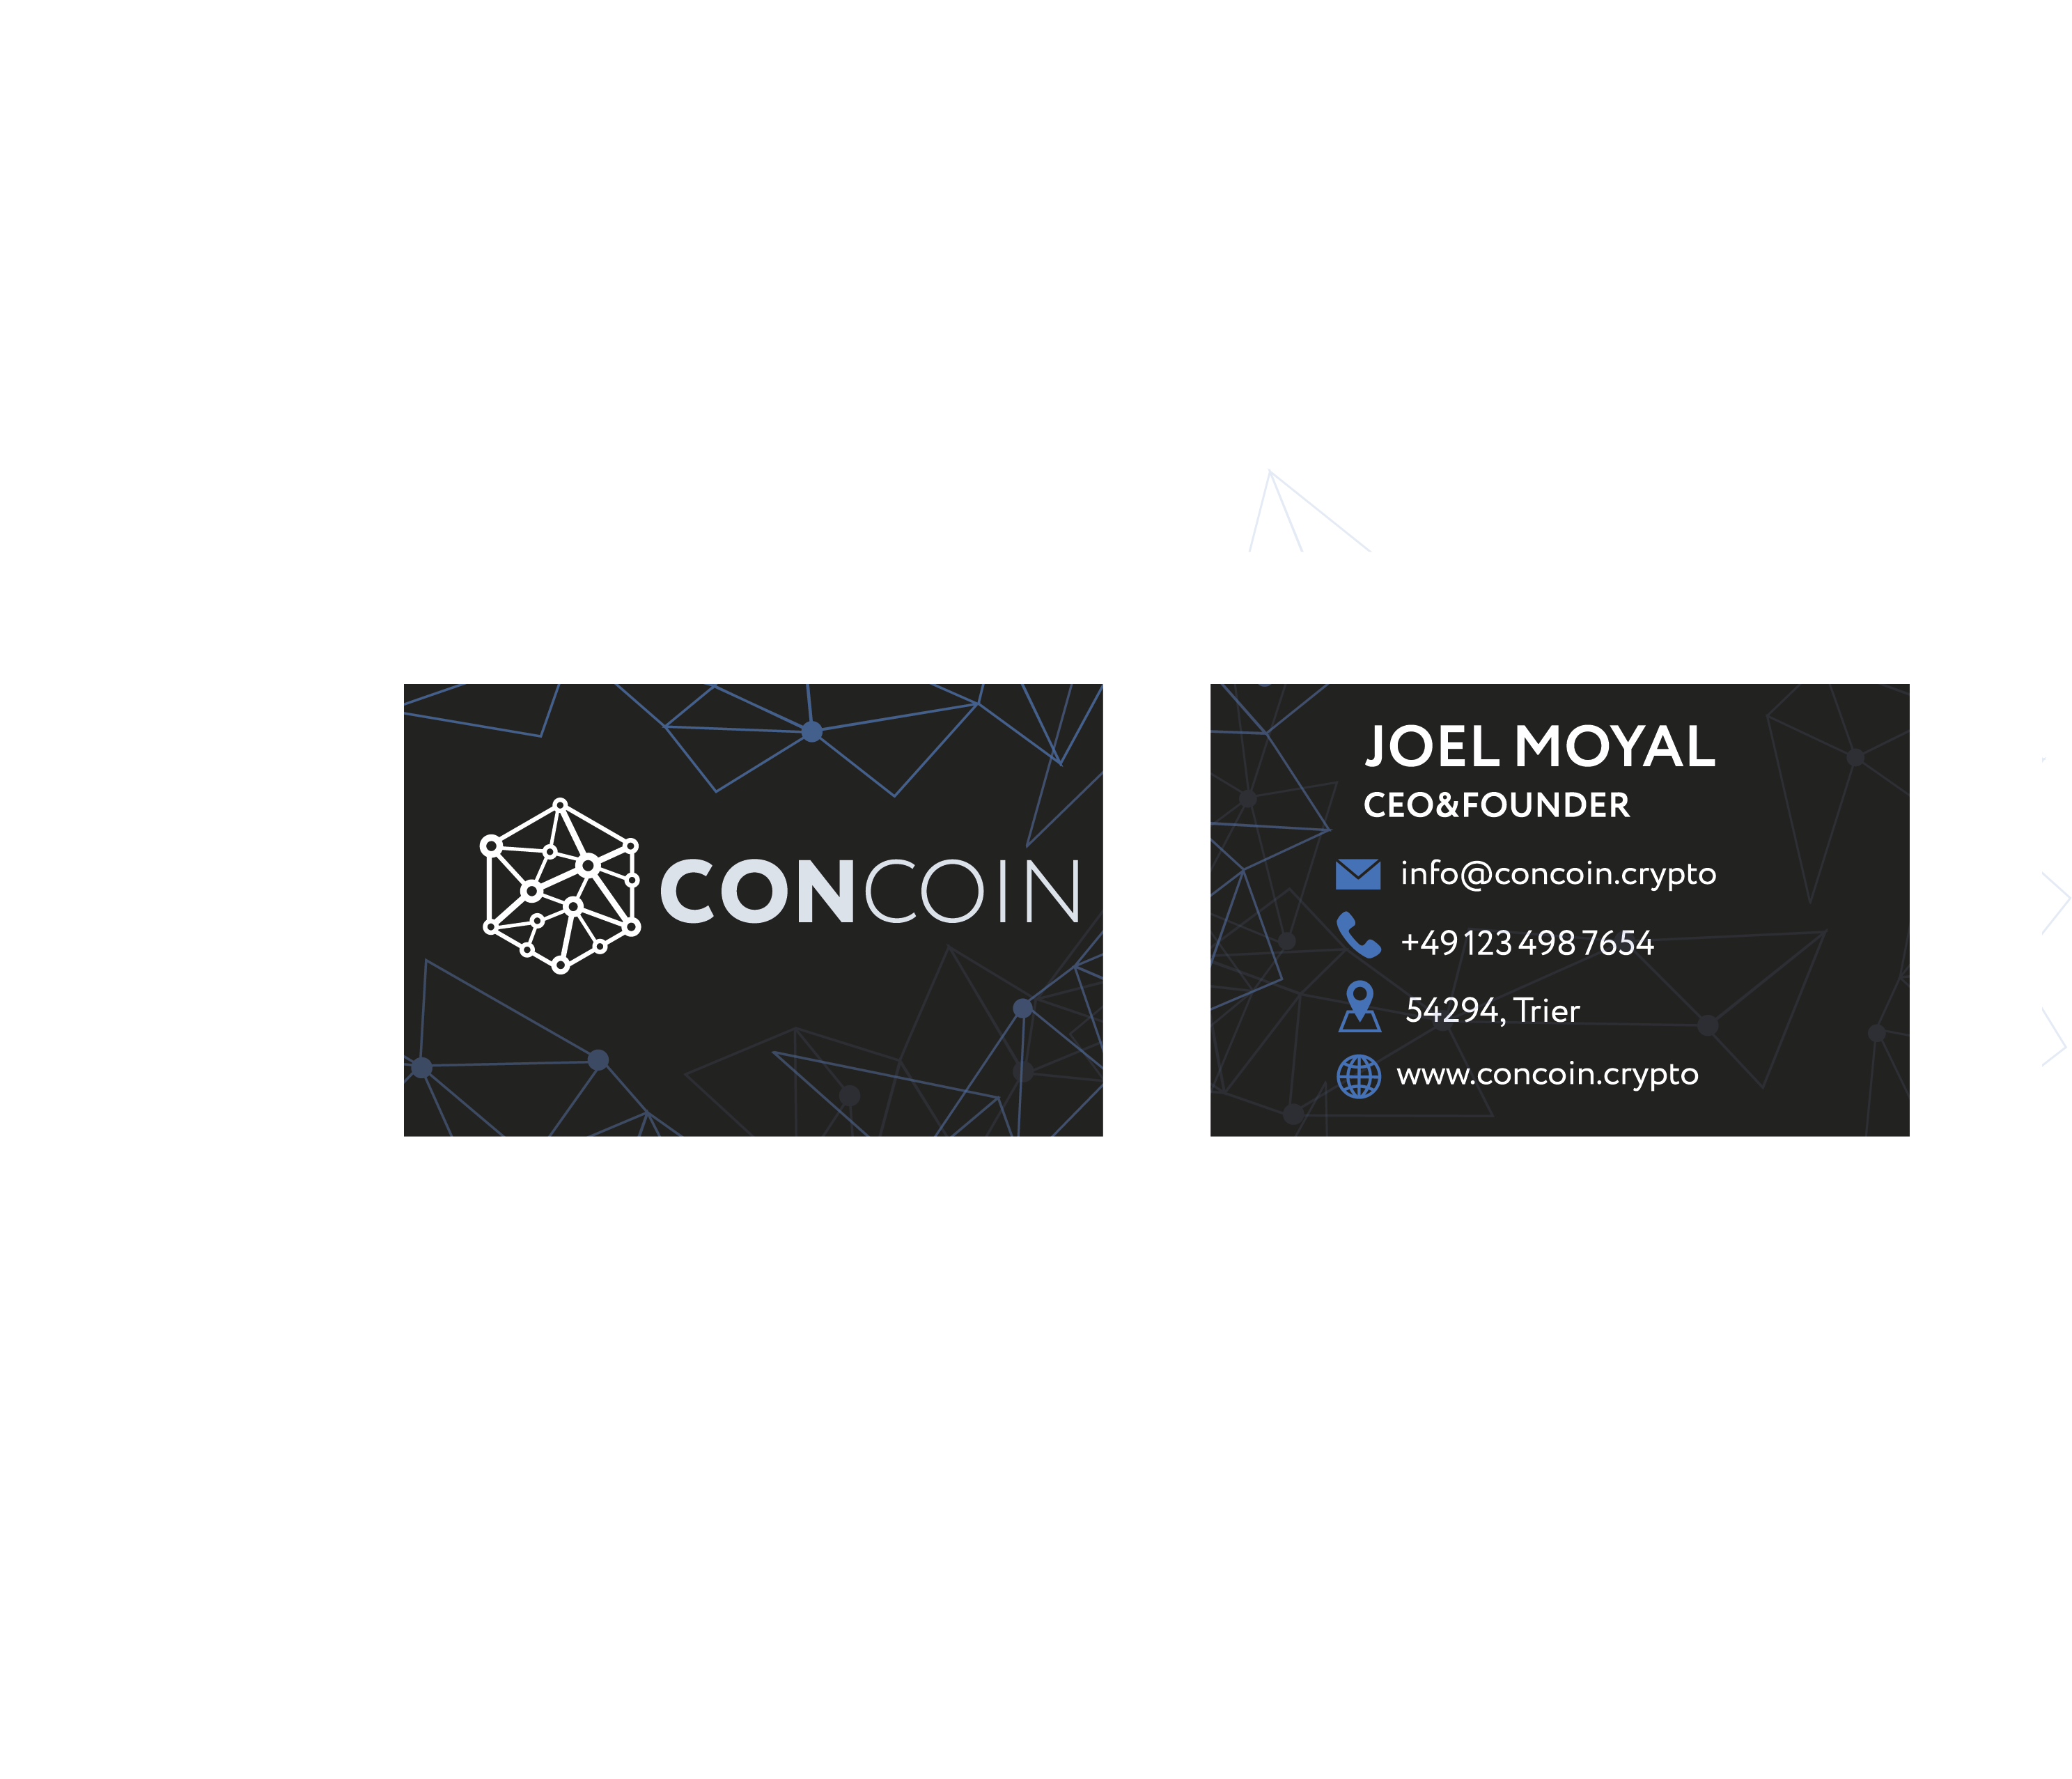 CONCOIN
JOEL MOYAL
CEO&FOUNDER
info@concoin.crypto
+49 123 498 7654
54294, Trier
www.concoin.crypto